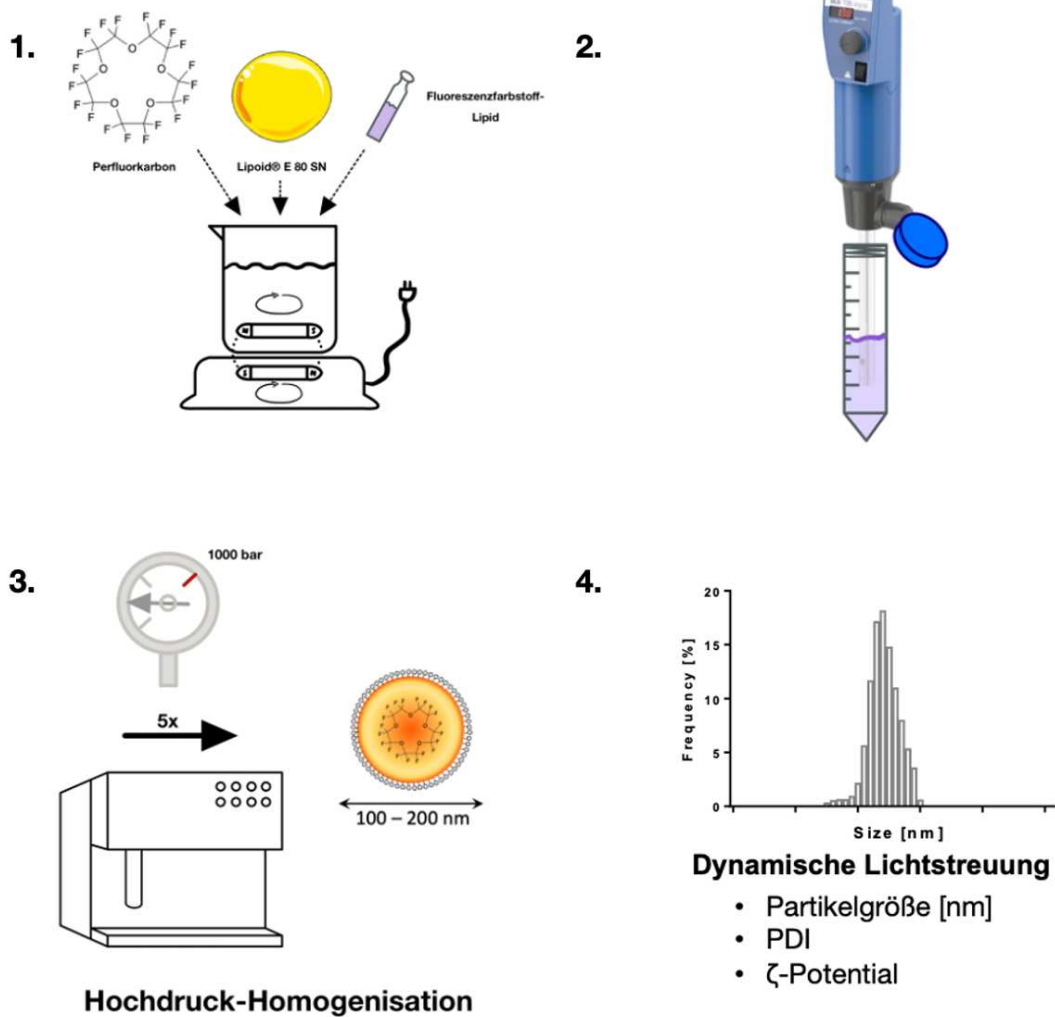 1.
F F F F
F F F F
O
F O O F
F F
F F
F O O F
F F
F F F F
Perfluorkarbon
Lipoid® E 80 SN
Fluoreszenzfarbstoff-
Lipid
N S
S N
2.
3.
1000 bar
5x
100 – 200 nm
Hochdruck-Homogenisation
4.
Frequency [%]
20
15
10
5
0
Size [nm]
Dynamische Lichtstreuung
• Partikelgröße [nm]
• PDI
• ζ-Potential